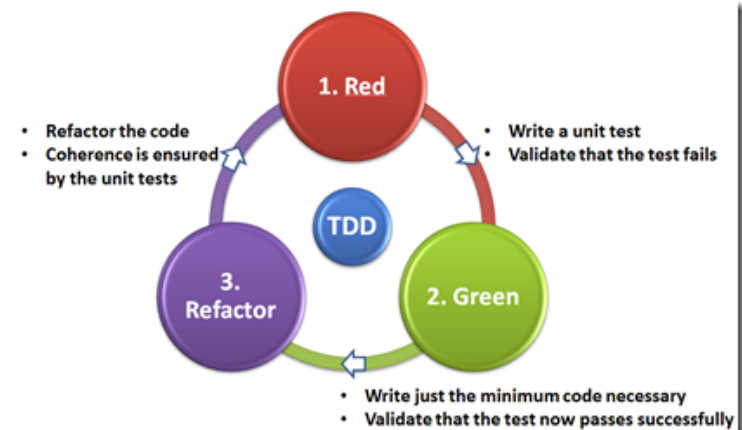 1. Red
• Refactor the code
• Coherence is ensured
by the unit tests
• Write a unit test
• Validate that the test fails
TDD
3.
Refactor
2. Green
• Write just the minimum code necessary
• Validate that the test now passes successfully